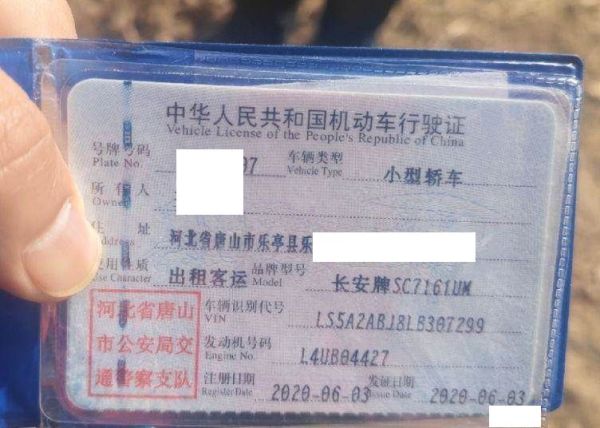 中华人民共和国机动车行驶证
Vehicle License of the People's Republic of China
号牌号码 97 车辆类型 小型轿车
Plate No. Vehicle Type
所有人
Owner
住 址 河北省唐山市乐亭县乐
Address
使用性质 出租客运 品牌型号 长安牌SC7161UM
Use Character Model
河北省唐山
市公安局交
通警察支队
车辆识别代号 LS5A2ABJ8LB307299
VIN
发动机号码 L4UB04427
Engine No.
注册日期 2020-06-03 发证日期 2020-06-03
Register Date Issue Date